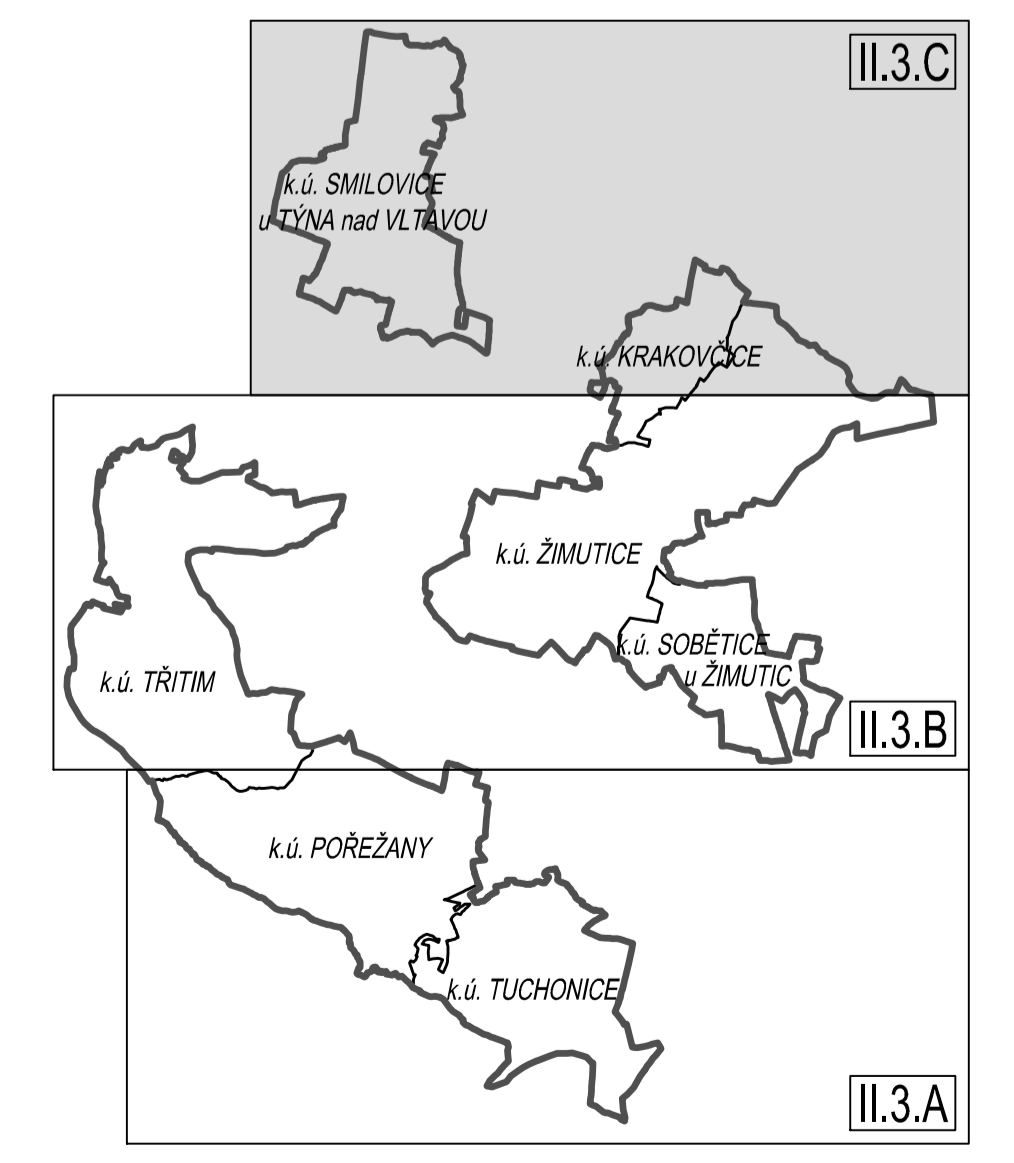 II.3.C
k.ú. SMILOVICE
u TÝNA nad VLTAVOU
k.ú. KRAKOVČICE
k.ú. ŽIMUTICE
k.ú. SOBĚTICE
u ŽIMUTIC
k.ú. TŘITIM
II.3.B
k.ú. POŘEŽANY
k.ú. TUCHONICE
II.3.A